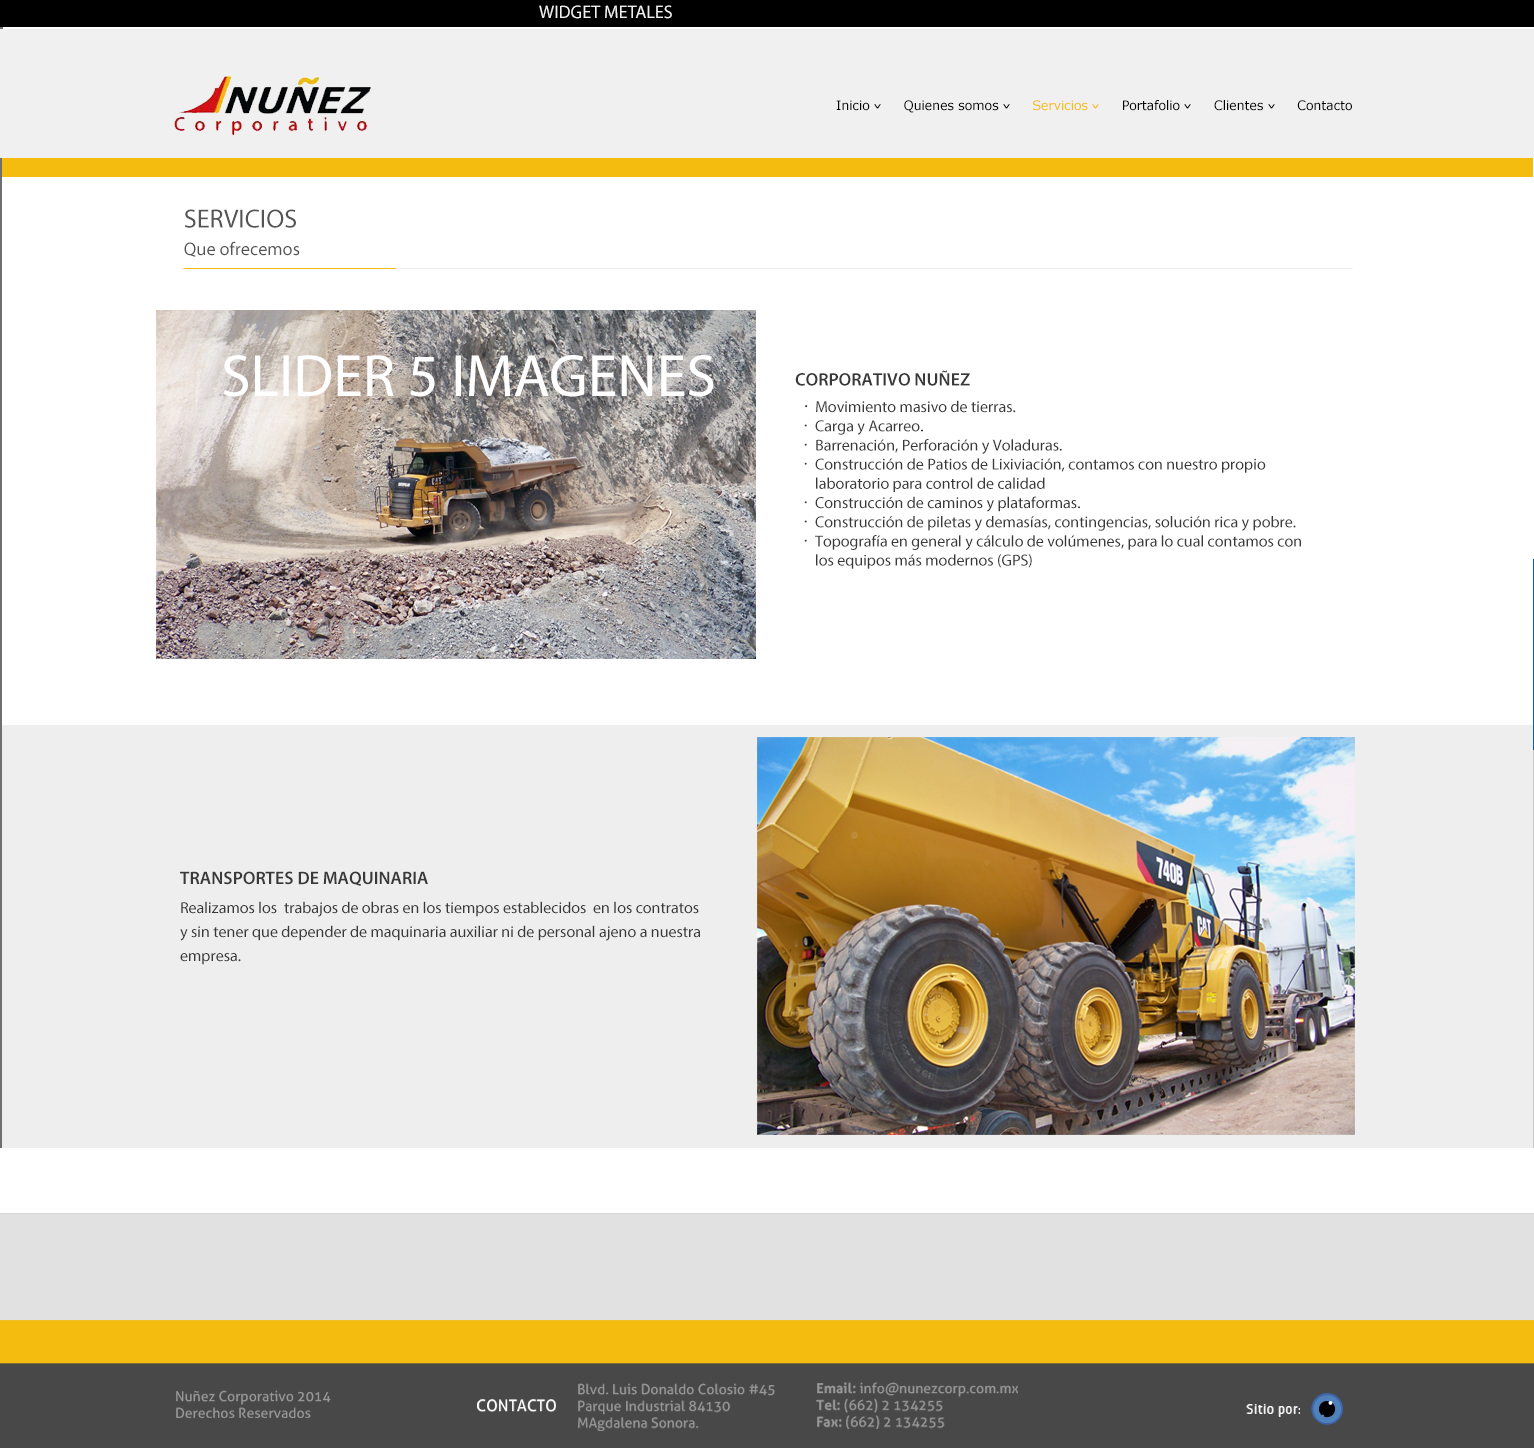 WIDGET METALES
NUÑEZ
Corporativo
Inicio
Quienes somos
Servicios
Portafolio
Clientes
Contacto
SERVICIOS
Que ofrecemos
SLIDER 5 IMAGENES
CAT
CORPORATIVO NUÑEZ
· Movimiento masivo de tierras.
· Carga y Acarreo.
· Barrenación, Perforación y Voladuras.
· Construcción de Patios de Lixiviación, contamos con nuestro propio
laboratorio para control de calidad
· Construcción de caminos y plataformas.
· Construcción de piletas y demasías, contingencias, solución rica y pobre.
· Topografía en general y cálculo de volúmenes, para lo cual contamos con
los equipos más modernos (GPS)
TRANSPORTES DE MAQUINARIA
Realizamos los  trabajos de obras en los tiempos establecidos  en los contratos
y sin tener que depender de maquinaria auxiliar ni de personal ajeno a nuestra
empresa.
740B
CAT
Nuñez Corporativo 2014
Derechos Reservados
CONTACTO
Blvd. Luis Donaldo Colosio #45
Parque Industrial 84130
MAgdalena Sonora.
Email: info@nunezcorp.com.mx
Tel: (662) 2 134255
Fax: (662) 2 134255
Sitio por: